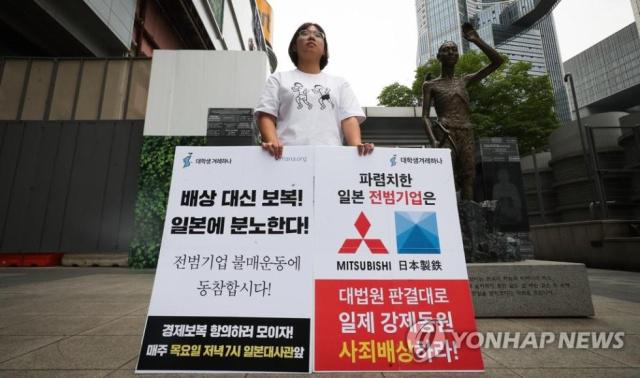 대학생겨레하나
배상 대신 보복!
일본에 분노한다!
전범기업 불매운동에
동참합시다!
경제보복 항의하러 모이자!
매주 목요일 저녁 7시 일본대사관앞
대학생겨레하나
파렴치한
일본 전범기업은
MITSUBISHI
日本製鉄
대법원 판결대로
일제 강제동원
사죄배상하라!
YONHAP NEWS
연합뉴스
YONHAPNEWS